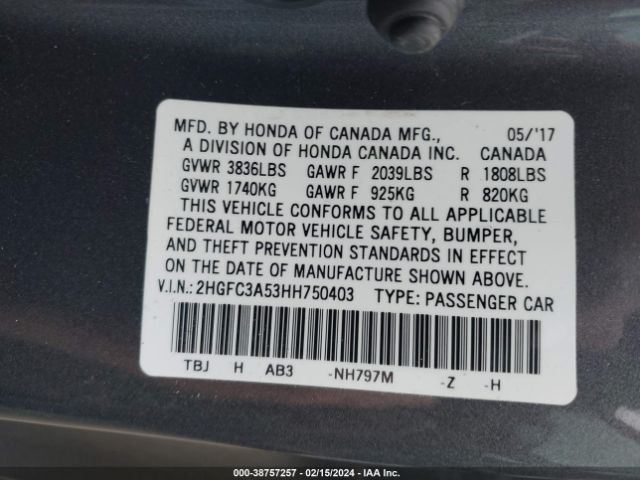 MFD. BY HONDA OF CANADA MFG., 05/'17
A DIVISION OF HONDA CANADA INC. CANADA
GVWR 3836LBS GAWR F 2039LBS R 1808LBS
GVWR 1740KG GAWR F 925KG R 820KG
THIS VEHICLE CONFORMS TO ALL APPLICABLE
FEDERAL MOTOR VEHICLE SAFETY, BUMPER,
AND THEFT PREVENTION STANDARDS IN EFFECT
ON THE DATE OF MANUFACTURE SHOWN ABOVE.
V.I.N.: 2HGFC3A53HH750403 TYPE: PASSENGER CAR
TBJ H AB3 -NH797M -Z -H
000-38757257 - 02/15/2024 - IAA Inc.